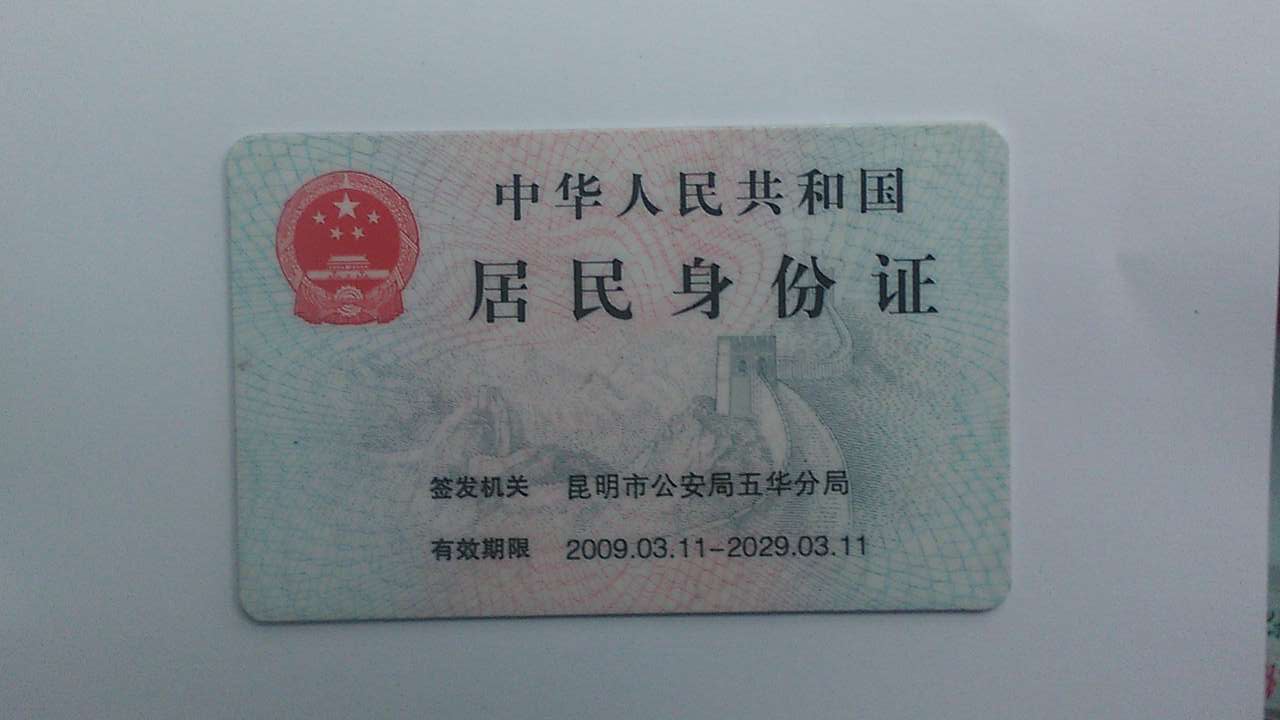 中华人民共和国
居民身份证
签发机关 昆明市公安局五华分局
有效期限 2009.03.11-2029.03.11